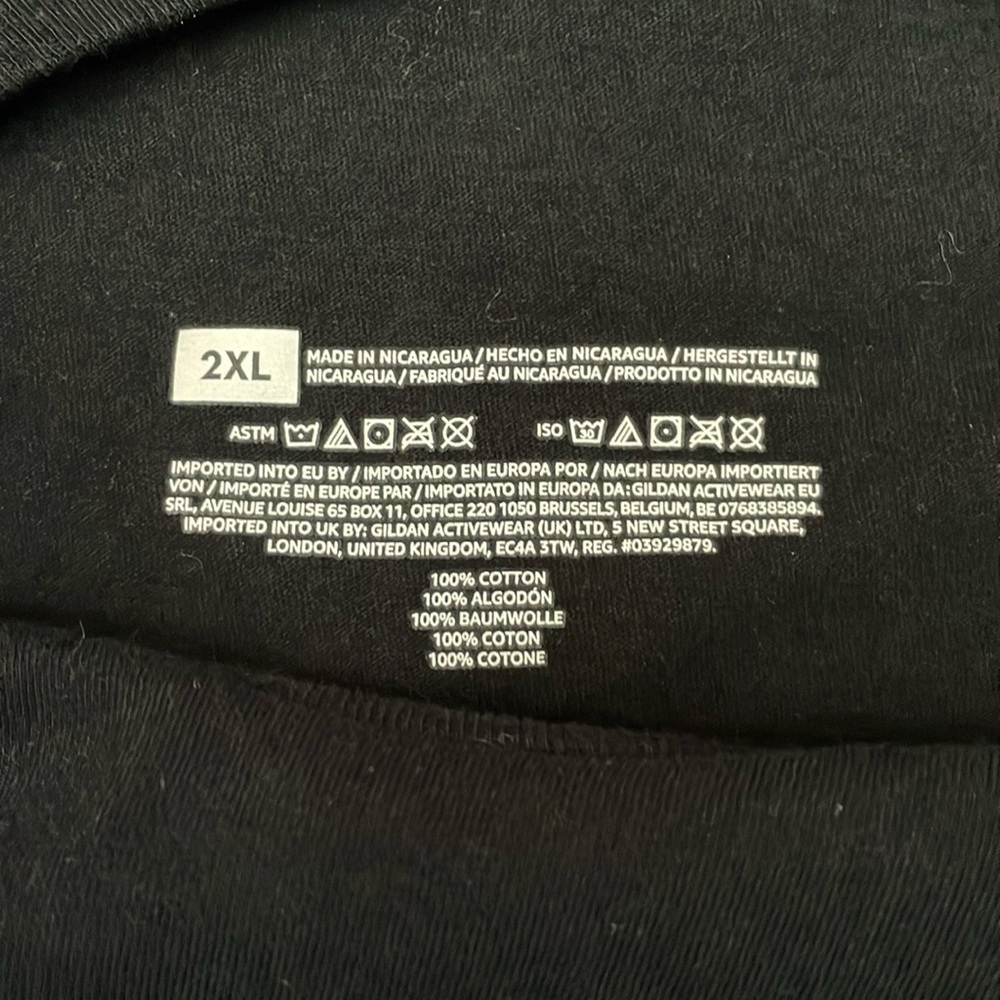 2XL
MADE IN NICARAGUA / HECHO EN NICARAGUA / HERGESTELLT IN
NICARAGUA / FABRIQUÉ AU NICARAGUA / PRODOTTO IN NICARAGUA
ASTM
ISO 30
IMPORTED INTO EU BY / IMPORTADO EN EUROPA POR / NACH EUROPA IMPORTIERT
VON / IMPORTÉ EN EUROPE PAR / IMPORTATO IN EUROPA DA: GILDAN ACTIVEWEAR EU
SRL, AVENUE LOUISE 65 BOX 11, OFFICE 220 1050 BRUSSELS, BELGIUM, BE 0768385894.
IMPORTED INTO UK BY: GILDAN ACTIVEWEAR (UK) LTD, 5 NEW STREET SQUARE,
LONDON, UNITED KINGDOM, EC4A 3TW, REG. #03929879.
100% COTTON
100% ALGODÓN
100% BAUMWOLLE
100% COTON
100% COTONE